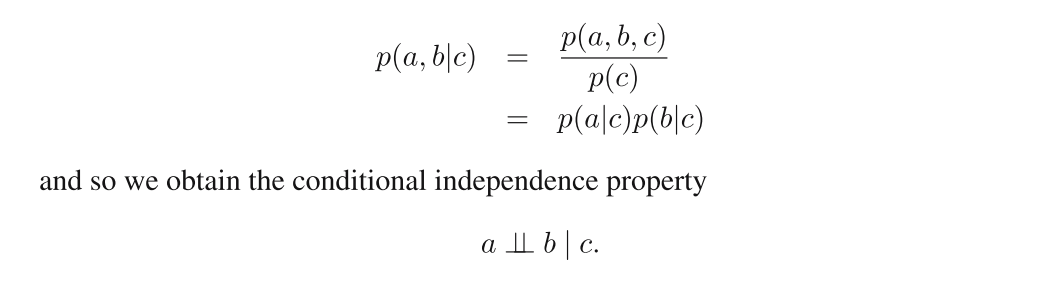 p(a, b|c) = p(a, b, c) / p(c)
= p(a|c)p(b|c)
and so we obtain the conditional independence property
a ⫫ b | c.